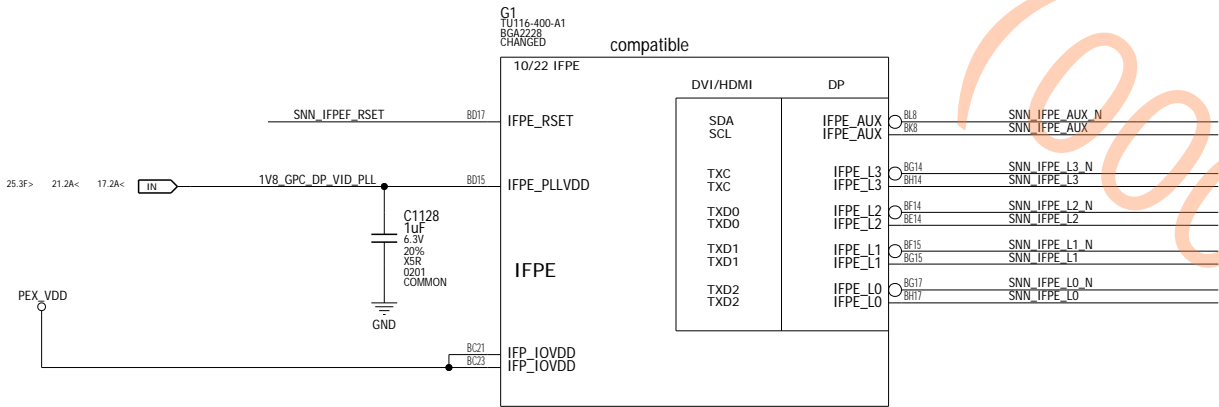 G1
TU116-400-A1
BGA2228
CHANGED
compatible
10/22 IFPE
DVI/HDMI DP
SNN_IFPEF_RSET BD17 IFPE_RSET
SDA IFPE_AUX BL8 SNN_IFPE_AUX_N
SCL IFPE_AUX BK8 SNN_IFPE_AUX
TXC IFPE_L3 BG14 SNN_IFPE_L3_N
TXC IFPE_L3 BH14 SNN_IFPE_L3
25.3F> 21.2A< 17.2A< IN 1V8_GPC_DP_VID_PLL BD15 IFPE_PLLVDD
TXD0 IFPE_L2 BF14 SNN_IFPE_L2_N
TXD0 IFPE_L2 BE14 SNN_IFPE_L2
C1128
1uF
6.3V
20%
X5R
0201
COMMON
GND
TXD1 IFPE_L1 BF15 SNN_IFPE_L1_N
TXD1 IFPE_L1 BG15 SNN_IFPE_L1
IFPE
TXD2 IFPE_L0 BG17 SNN_IFPE_L0_N
TXD2 IFPE_L0 BH17 SNN_IFPE_L0
PEX_VDD
BC21 IFP_IOVDD
BC23 IFP_IOVDD